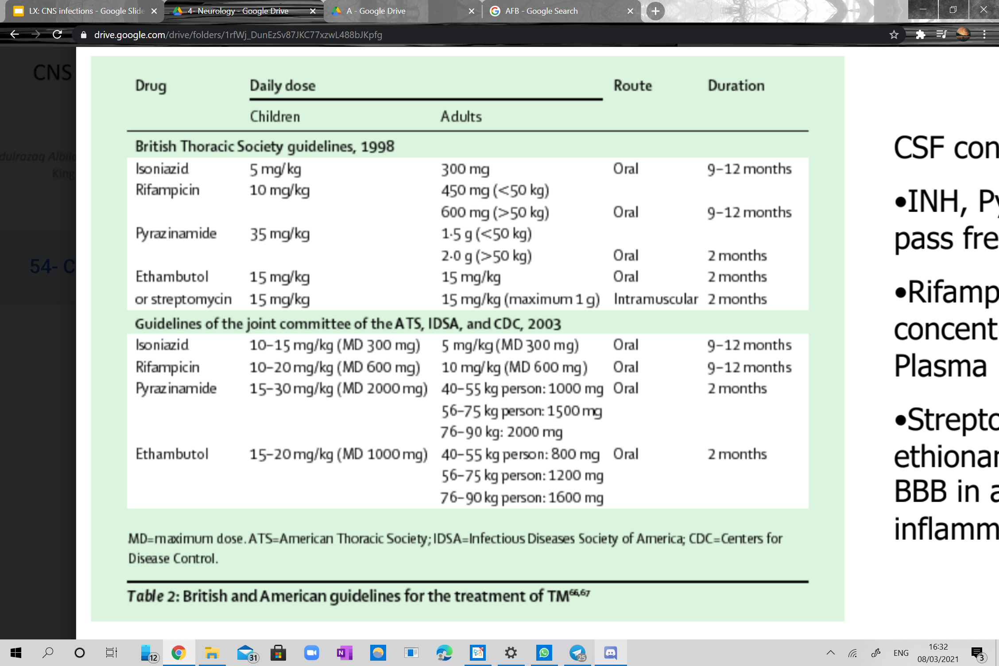 LX: CNS infections - Google Slide
4- Neurology - Google Drive
A - Google Drive
AFB - Google Search
drive.google.com/drive/folders/1rfWj_DunEzSv87JKC77xzwL488bJKpfg
CNS
dulrazaq Albilo
King
54- C
Drug Daily dose Route Duration
Children Adults
British Thoracic Society guidelines, 1998
Isoniazid 5 mg/kg 300 mg Oral 9–12 months
Rifampicin 10 mg/kg 450 mg (<50 kg)
600 mg (>50 kg) Oral 9–12 months
Pyrazinamide 35 mg/kg 1·5 g (<50 kg)
2·0 g (>50 kg) Oral 2 months
Ethambutol 15 mg/kg 15 mg/kg Oral 2 months
or streptomycin 15 mg/kg 15 mg/kg (maximum 1 g) Intramuscular 2 months
Guidelines of the joint committee of the ATS, IDSA, and CDC, 2003
Isoniazid 10–15 mg/kg (MD 300 mg) 5 mg/kg (MD 300 mg) Oral 9–12 months
Rifampicin 10–20 mg/kg (MD 600 mg) 10 mg/kg (MD 600 mg) Oral 9–12 months
Pyrazinamide 15–30 mg/kg (MD 2000 mg) 40–55 kg person: 1000 mg Oral 2 months
56–75 kg person: 1500 mg
76–90 kg: 2000 mg
Ethambutol 15–20 mg/kg (MD 1000 mg) 40–55 kg person: 800 mg Oral 2 months
56–75 kg person: 1200 mg
76–90 kg person: 1600 mg
MD=maximum dose. ATS=American Thoracic Society; IDSA=Infectious Diseases Society of America; CDC=Centers for
Disease Control.
Table 2: British and American guidelines for the treatment of TM66,67
CSF con
•INH, Py
pass fre
•Rifamp
concent
Plasma
•Strepto
ethionar
BBB in a
inflamm
12
31
25
ENG
16:32
08/03/2021
3